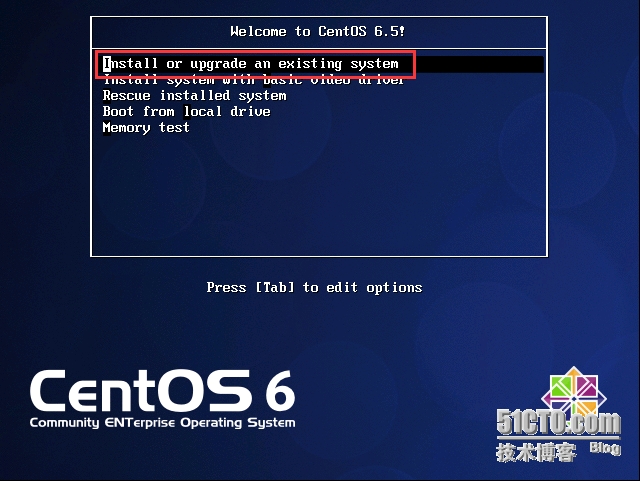 Welcome to CentOS 6.5!
Install or upgrade an existing system
Install system with basic video driver
Rescue installed system
Boot from local drive
Memory test
Press [Tab] to edit options
CentOS 6
Community ENTerprise Operating System
51CTO.com
技术博客 Blog